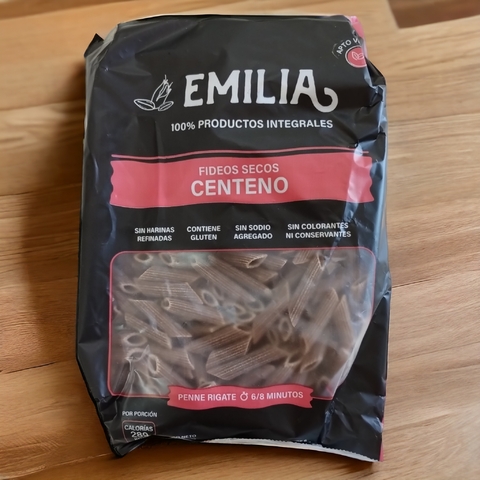 APTO
EMILIA
100% PRODUCTOS INTEGRALES
FIDEOS SECOS
CENTENO
SIN HARINAS
REFINADAS
CONTIENE
GLUTEN
SIN SODIO
AGREGADO
SIN COLORANTES
NI CONSERVANTES
PENNE RIGATE 6/8 MINUTOS
POR PORCIÓN
CALORÍAS